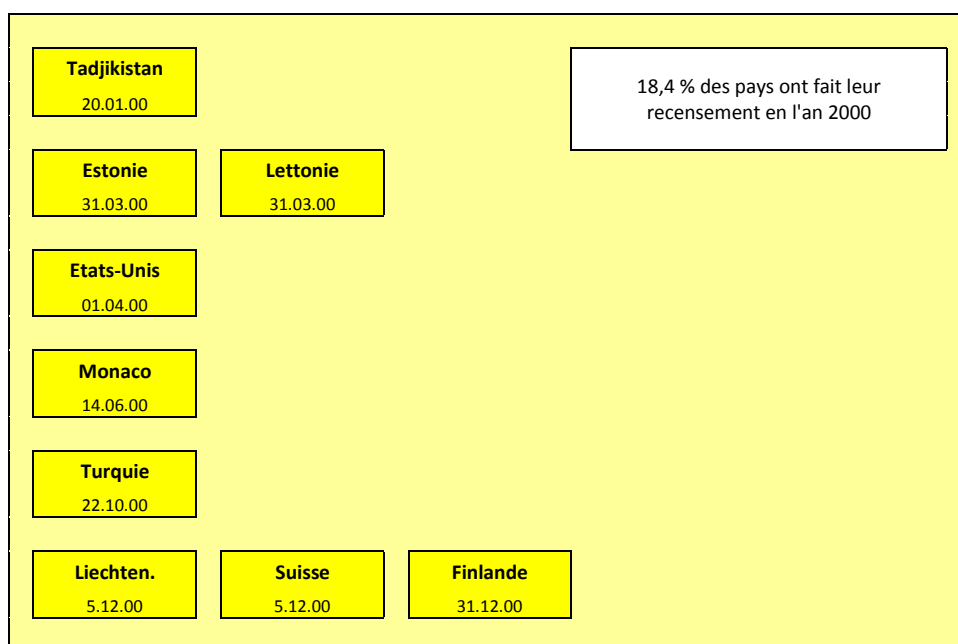 Tadjikistan
20.01.00
18,4 % des pays ont fait leur
recensement en l'an 2000
Estonie
31.03.00
Lettonie
31.03.00
Etats-Unis
01.04.00
Monaco
14.06.00
Turquie
22.10.00
Liechten.
5.12.00
Suisse
5.12.00
Finlande
31.12.00